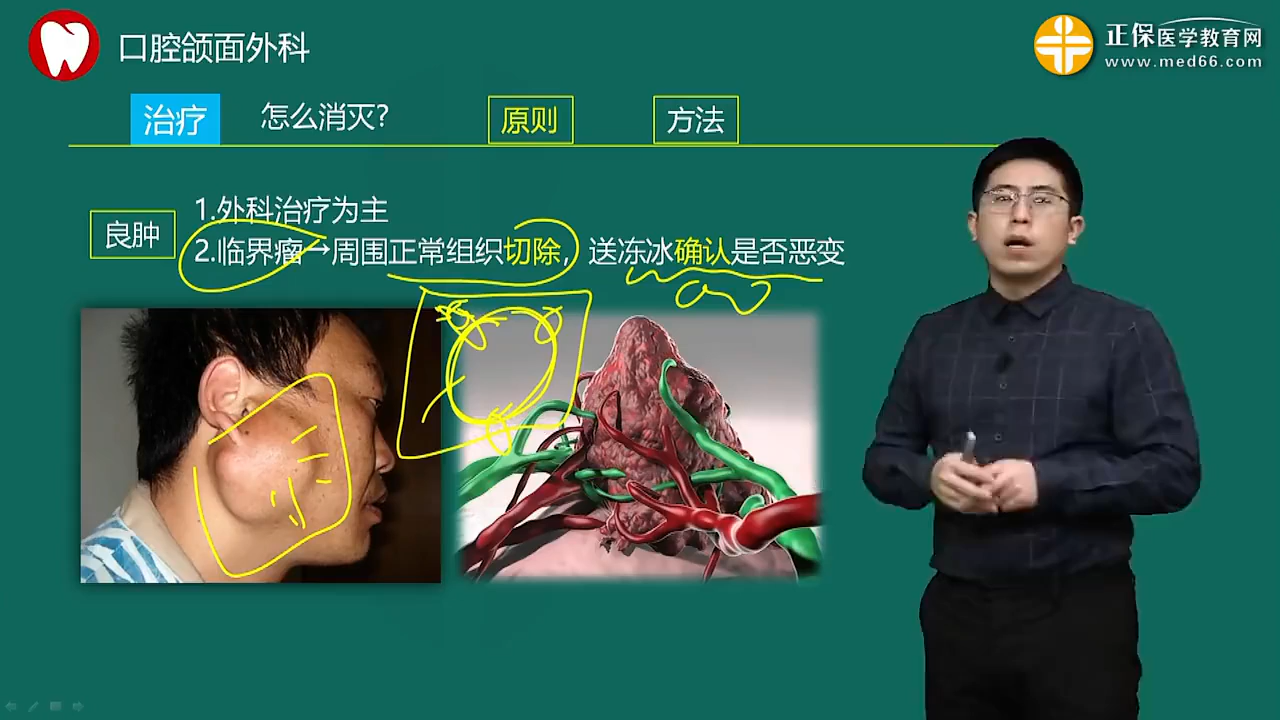 口腔颌面外科
正保医学教育网
www.med66.com
治疗 怎么消灭? 原则 方法
良肿
1.外科治疗为主
2.临界瘤→周围正常组织切除，送冻冰确认是否恶变